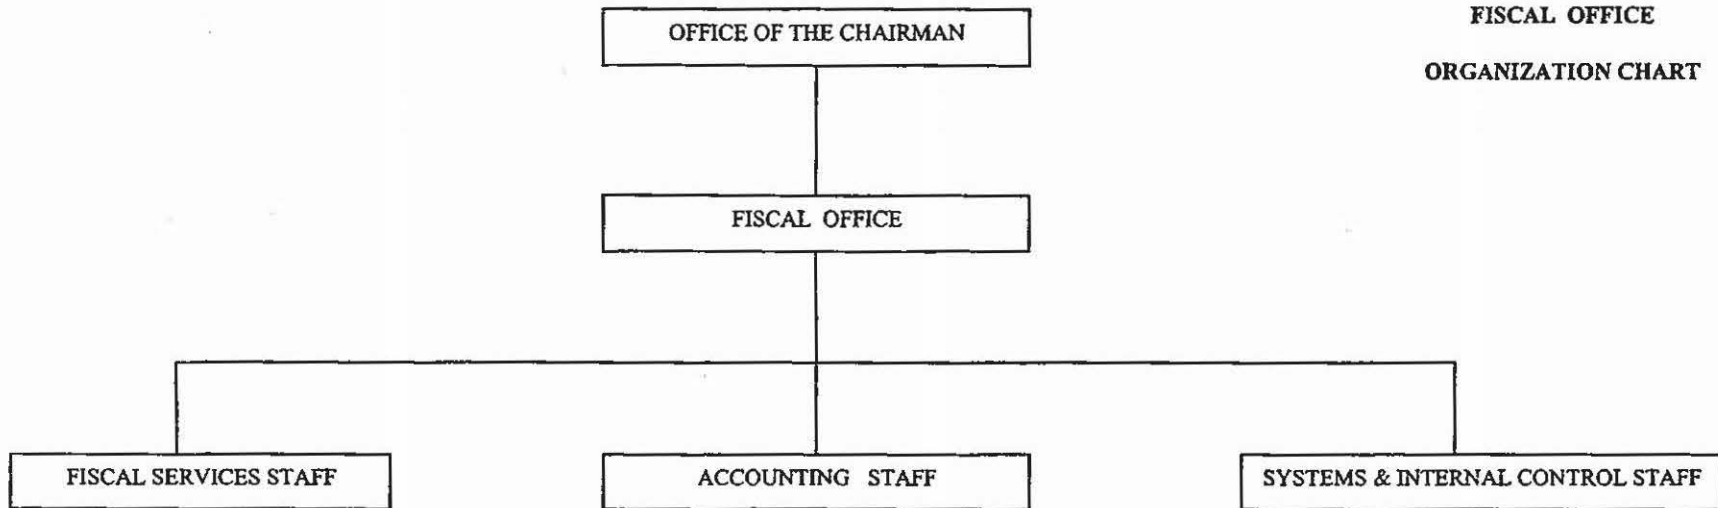 FISCAL OFFICE
ORGANIZATION CHART
OFFICE OF THE CHAIRMAN
FISCAL OFFICE
FISCAL SERVICES STAFF
ACCOUNTING STAFF
SYSTEMS & INTERNAL CONTROL STAFF